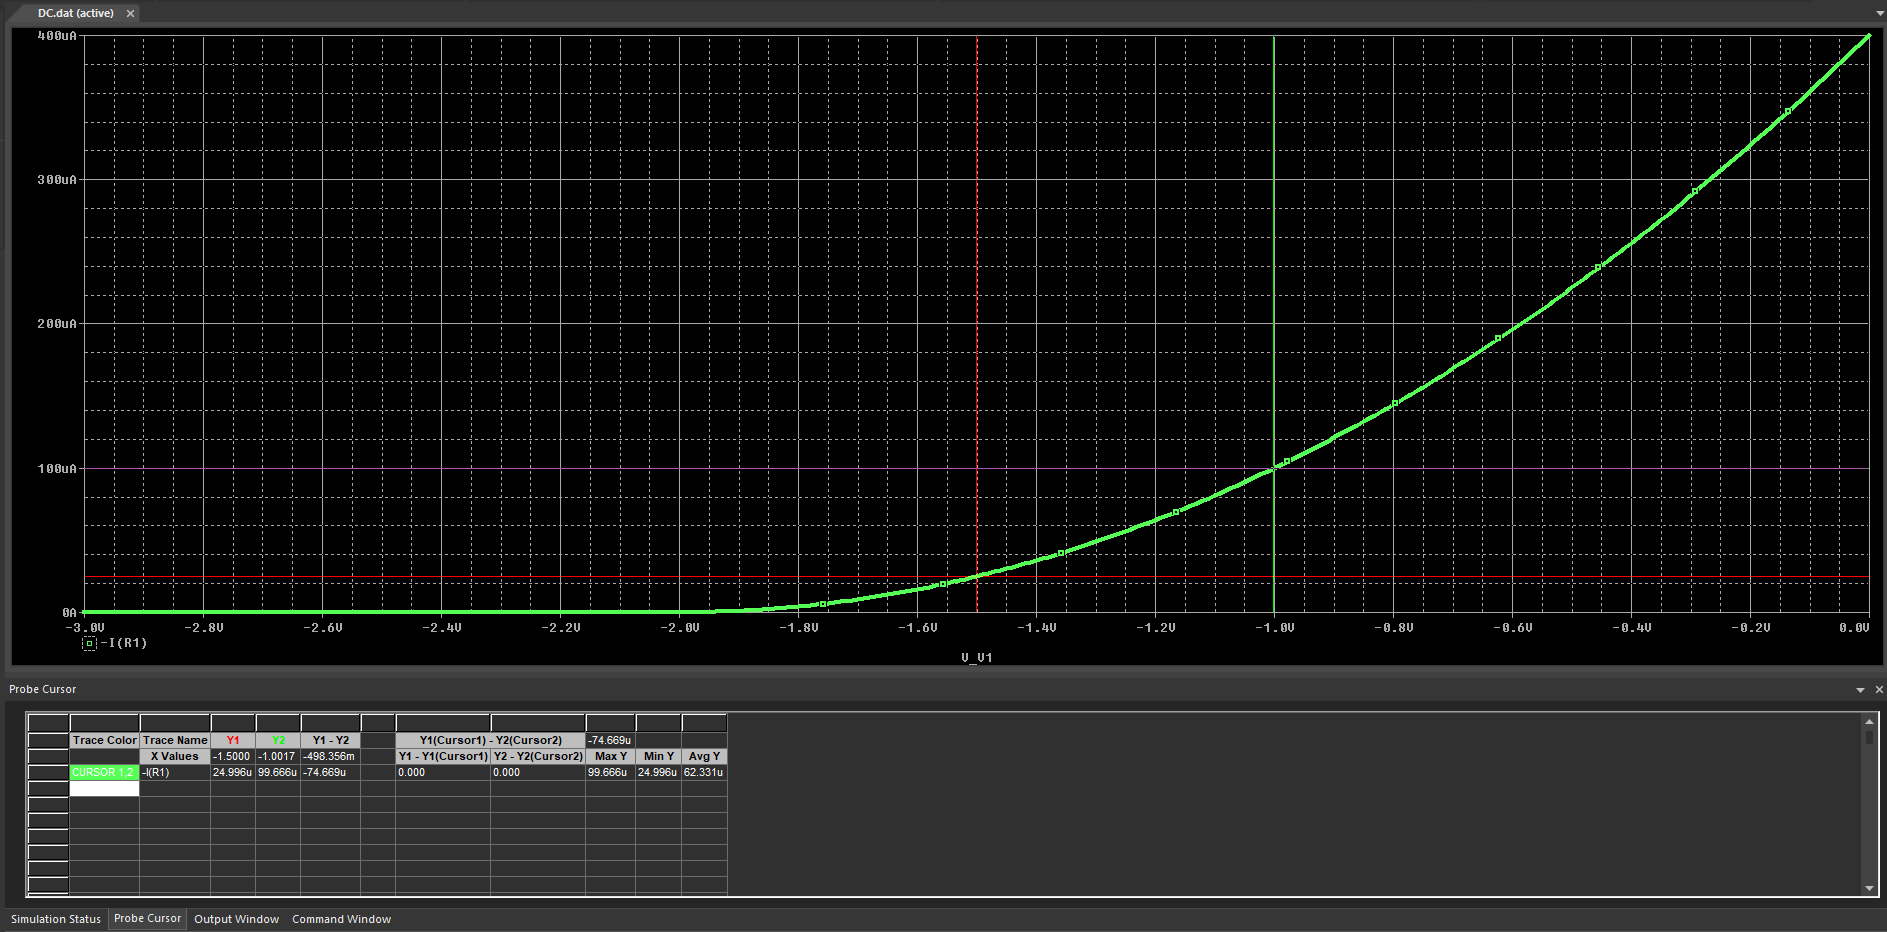 DC.dat (active)
400uA
300uA
200uA
100uA
0A
-3.0V -2.8V -2.6V -2.4V -2.2V -2.0V -1.8V -1.6V -1.4V -1.2V -1.0V -0.8V -0.6V -0.4V -0.2V 0.0V
-I(R1)
V_V1
Probe Cursor
Trace Color Trace Name Y1 Y2 Y1 - Y2 Y1(Cursor1) - Y2(Cursor2) -74.669u
X Values -1.5000 -1.0017 -498.356m Y1 - Y1(Cursor1) Y2 - Y2(Cursor2) Max Y Min Y Avg Y
CURSOR 1,2 -I(R1) 24.996u 99.666u -74.669u 0.000 0.000 99.666u 24.996u 62.331u
Simulation Status Probe Cursor Output Window Command Window